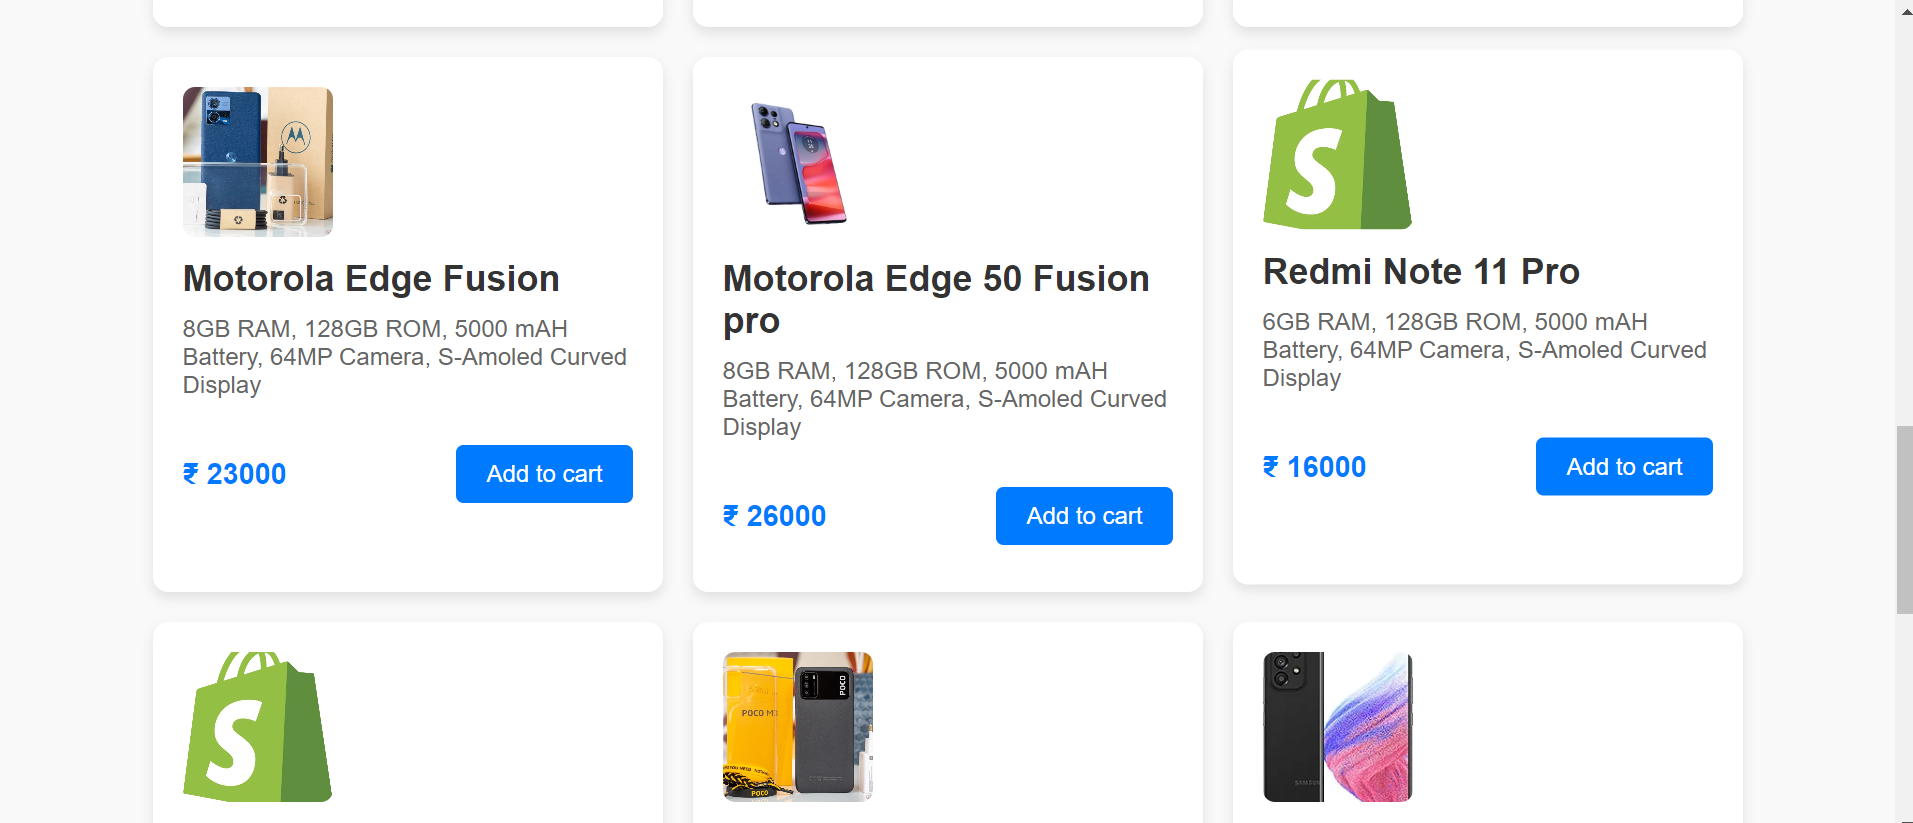 Motorola Edge Fusion
8GB RAM, 128GB ROM, 5000 mAH
Battery, 64MP Camera, S-Amoled Curved
Display
₹ 23000
Add to cart
Motorola Edge 50 Fusion
pro
8GB RAM, 128GB ROM, 5000 mAH
Battery, 64MP Camera, S-Amoled Curved
Display
₹ 26000
Add to cart
S
Redmi Note 11 Pro
6GB RAM, 128GB ROM, 5000 mAH
Battery, 64MP Camera, S-Amoled Curved
Display
₹ 16000
Add to cart
S
POCO M3
POCO
POCO
SAMSUNG